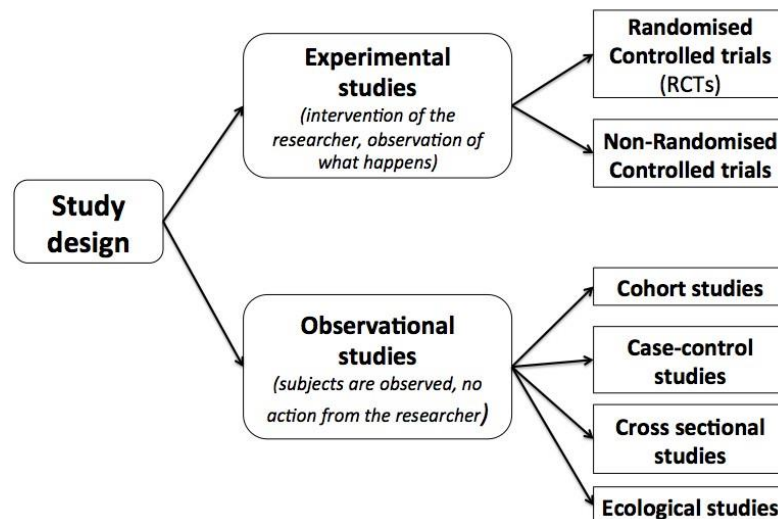 Study
design
Experimental
studies
(intervention of the
researcher, observation of
what happens)
Observational
studies
(subjects are observed, no
action from the researcher)
Randomised
Controlled trials
(RCTs)
Non-Randomised
Controlled trials
Cohort studies
Case-control
studies
Cross sectional
studies
Ecological studies